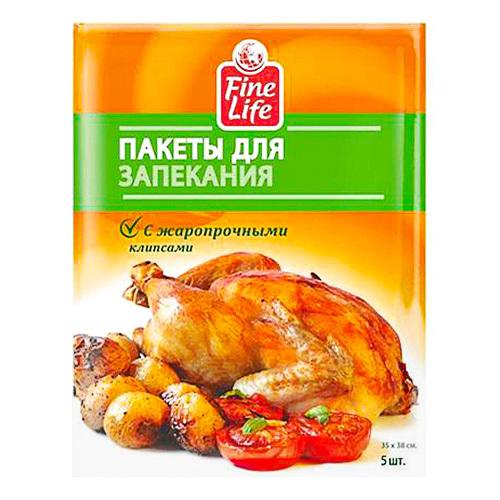 Fine
Life
ПАКЕТЫ ДЛЯ
ЗАПЕКАНИЯ
С жаропрочными
клипсами
35 x 38 см.
5 шт.